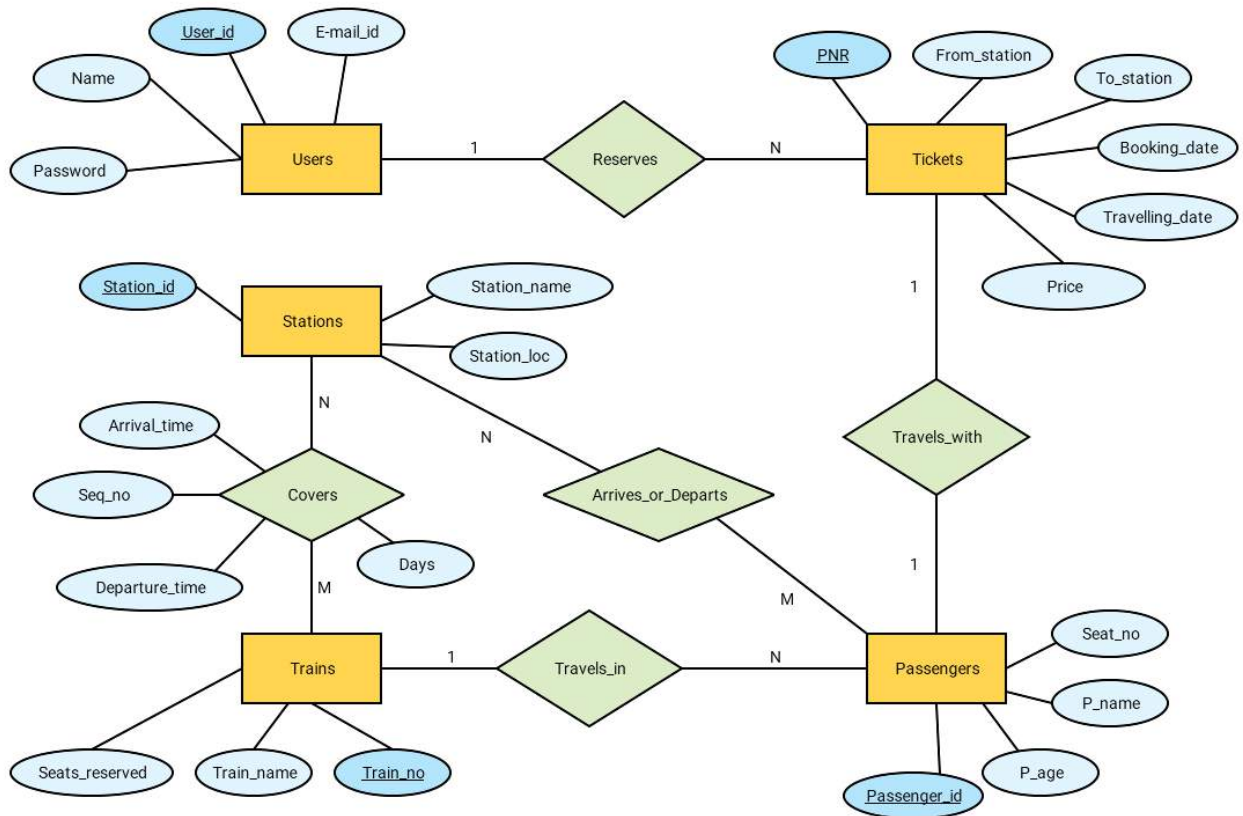 User_id
E-mail_id
Name
Password
Users
1
Reserves
N
PNR
From_station
To_station
Tickets
Booking_date
Travelling_date
Price
Station_id
Station_name
Stations
Station_loc
1
N
N
Arrival_time
Travels_with
Seq_no
Covers
Arrives_or_Departs
Days
Departure_time
M
M
1
Trains
1
Travels_in
N
Passengers
Seat_no
P_name
Seats_reserved
Train_name
Train_no
P_age
Passenger_id